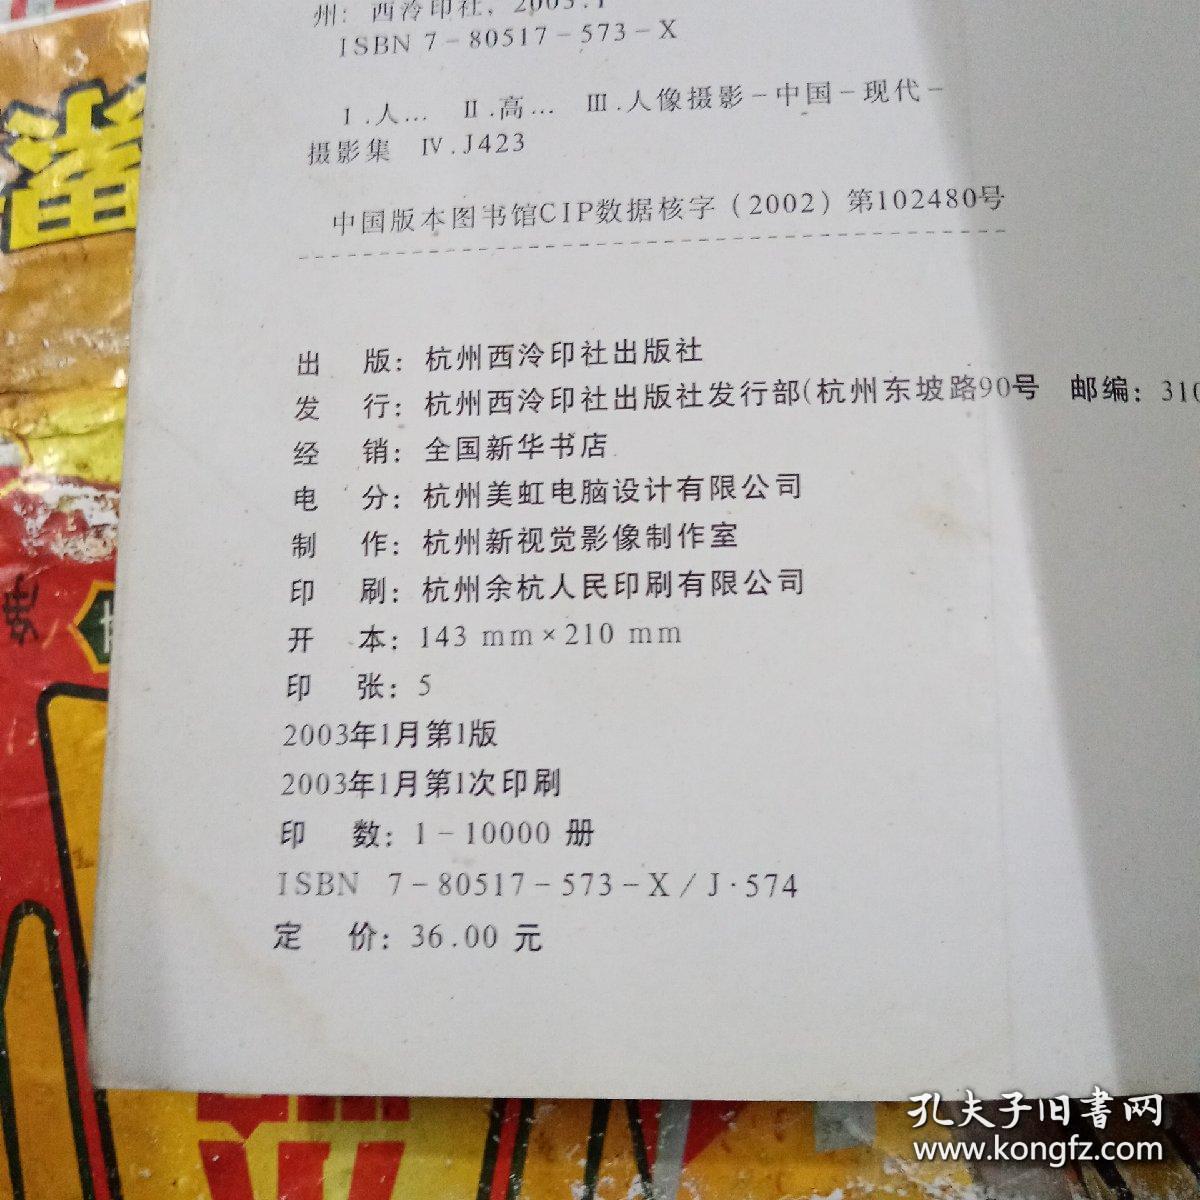 州：西泠印社，2003.1
ISBN 7-80517-573-X
Ⅰ.人… Ⅱ.高… Ⅲ.人像摄影-中国-现代-
摄影集 Ⅳ.J423
中国版本图书馆CIP数据核字(2002)第102480号
出 版：杭州西泠印社出版社
发 行：杭州西泠印社出版社发行部(杭州东坡路90号 邮编：310
经 销：全国新华书店
电 分：杭州美虹电脑设计有限公司
制 作：杭州新视觉影像制作室
印 刷：杭州余杭人民印刷有限公司
开 本：143 mm×210 mm
印 张：5
2003年1月第1版
2003年1月第1次印刷
印 数：1-10000 册
ISBN 7-80517-573-X/J·574
定 价：36.00 元
孔夫子旧书网
www.kongfz.com